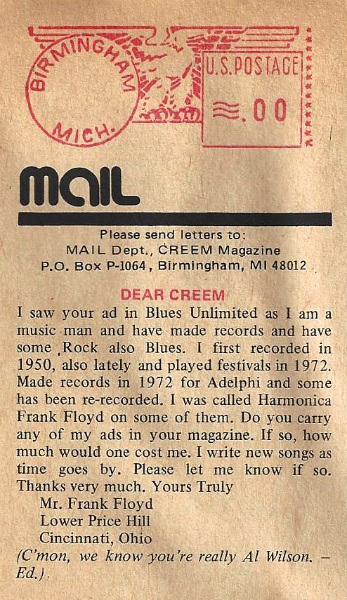 BIRMINGHAM
MICH.
U.S. POSTAGE
.00
mail
Please send letters to:
MAIL Dept., CREEM Magazine
P.O. Box P-1064, Birmingham, MI 48012
DEAR CREEM
I saw your ad in Blues Unlimited as I am a
music man and have made records and have
some Rock also Blues. I first recorded in
1950, also lately and played festivals in 1972.
Made records in 1972 for Adelphi and some
has been re-recorded. I was called Harmonica
Frank Floyd on some of them. Do you carry
any of my ads in your magazine. If so, how
much would one cost me. I write new songs as
time goes by. Please let me know if so.
Thanks very much. Yours Truly
Mr. Frank Floyd
Lower Price Hill
Cincinnati, Ohio
(C'mon, we know you're really Al Wilson. –
Ed.)